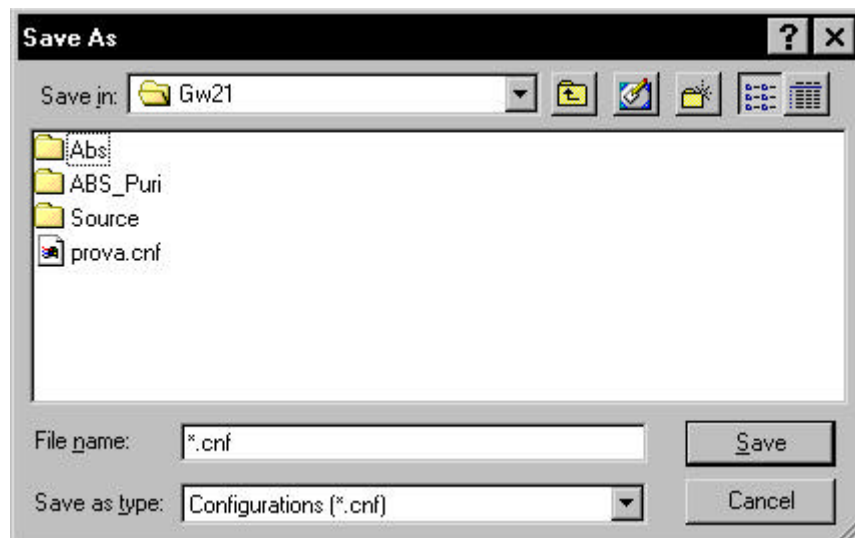 Save As
Save in: Gw21
Abs
ABS_Puri
Source
prova.cnf
File name: *.cnf Save
Save as type: Configurations (*.cnf) Cancel